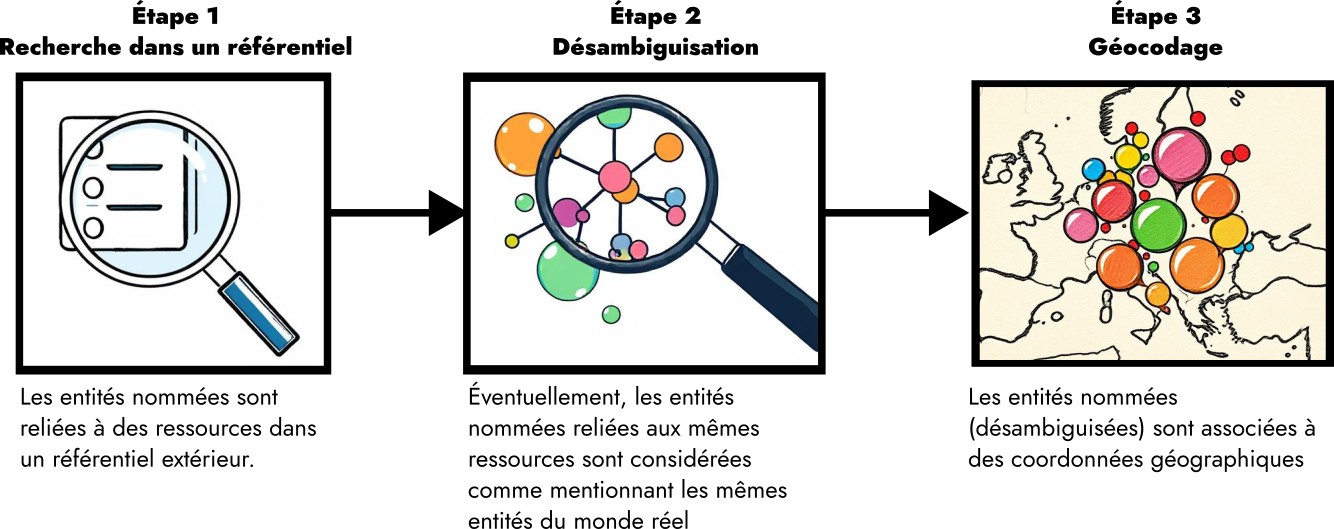 Étape 1
Recherche dans un référentiel
Les entités nommées sont
reliées à des ressources dans
un référentiel extérieur.
Étape 2
Désambiguisation
Éventuellement, les entités
nommées reliées aux mêmes
ressources sont considérées
comme mentionnant les mêmes
entités du monde réel
Étape 3
Géocodage
Les entités nommées
(désambiguisées) sont associées à
des coordonnées géographiques